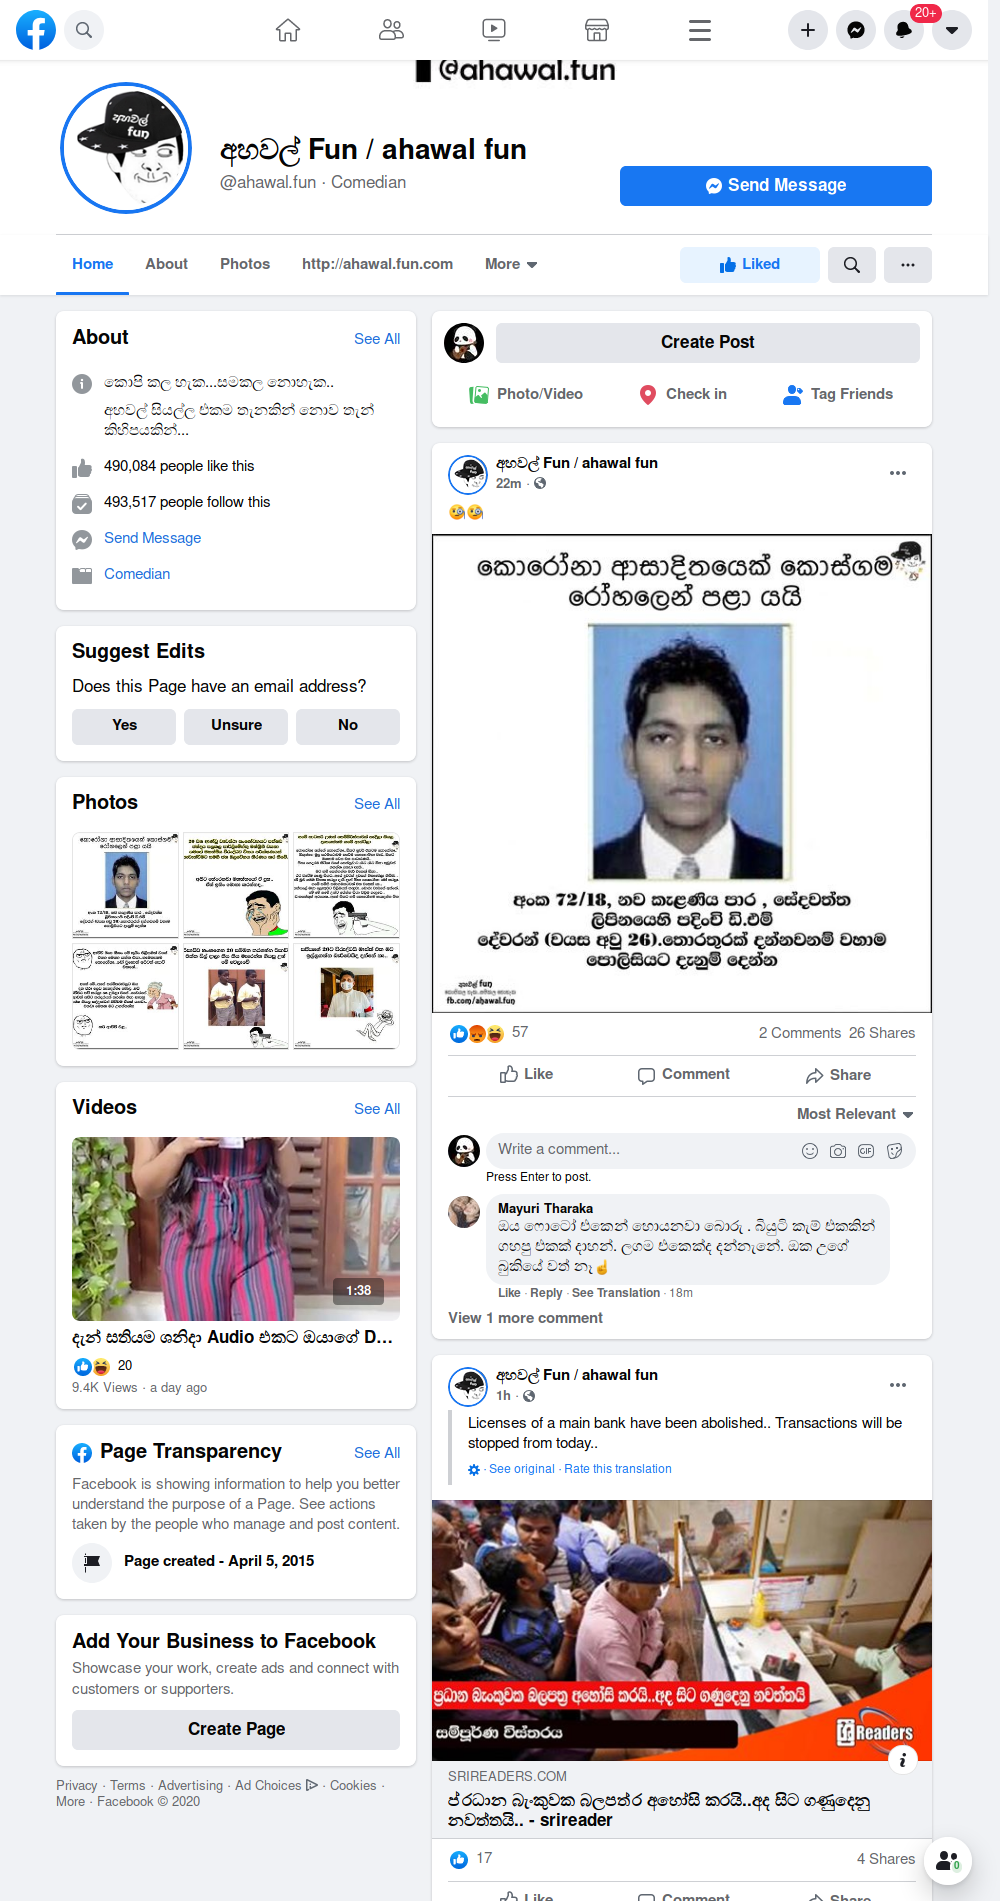 20+
@ahawal.fun
අහවල් fun
අහවල් Fun / ahawal fun
@ahawal.fun · Comedian
Send Message
Home
About
Photos
http://ahawal.fun.com
More
Liked
About
See All
කොපි කල හැක...සමකල නොහැක..
අහවල් සියල්ල එකම තැනකින් නොව තැන්
කිහිපයකින්...
490,084 people like this
493,517 people follow this
Send Message
Comedian
Suggest Edits
Does this Page have an email address?
Yes
Unsure
No
Photos
See All
Videos
See All
1:38
දැන් සතියම ශනිදා Audio එකට ඔයාගේ D...
20
9.4K Views · a day ago
Page Transparency
See All
Facebook is showing information to help you better
understand the purpose of a Page. See actions
taken by the people who manage and post content.
Page created - April 5, 2015
Add Your Business to Facebook
Showcase your work, create ads and connect with
customers or supporters.
Create Page
Privacy · Terms · Advertising · Ad Choices · Cookies ·
More · Facebook © 2020
Create Post
Photo/Video
Check in
Tag Friends
අහවල් Fun / ahawal fun
22m ·
කොරෝනා ආසාදිතයෙක් කොස්ගම
රෝහලෙන් පළා යයි
අංක 72/18, නව කැළණිය පාර , සේදවත්ත
ලිපිනයෙහි පදිංචි ඩී.එම්
දේවරන් (වයස අවු 26).තොරතුරක් දන්නවනම් වහාම
පොලිසියට දැනුම් දෙන්න
අහවල් fun
fb.com/ahawal.fun
57
2 Comments 26 Shares
Like
Comment
Share
Most Relevant
Write a comment...
GIF
Press Enter to post.
Mayuri Tharaka
ඔය ෆොටෝ එකෙන් හොයනවා බොරු . බියුටි කැම් එකකින්
ගහපු එකක් දාහන්. ලගම එකෙක්ද දන්නැනේ. ඔක උගේ
බුකියේ වත් නෑ☝
Like · Reply · See Translation · 18m
View 1 more comment
අහවල් Fun / ahawal fun
1h ·
Licenses of a main bank have been abolished.. Transactions will be
stopped from today..
· See original · Rate this translation
ප්‍රධාන බැංකුවක බලපත්‍ර අහෝසි කරයි..අද සිට ගණුදෙනු නවත්තයි
සම්පූර්ණ විස්තරය
ශ්‍රී Readers
SRIREADERS.COM
ප්‍රධාන බැංකුවක බලපත්‍ර අහෝසි කරයි..අද සිට ගණුදෙනු
නවත්තයි.. - srireader
17
4 Shares
0
Like
Comment
Share